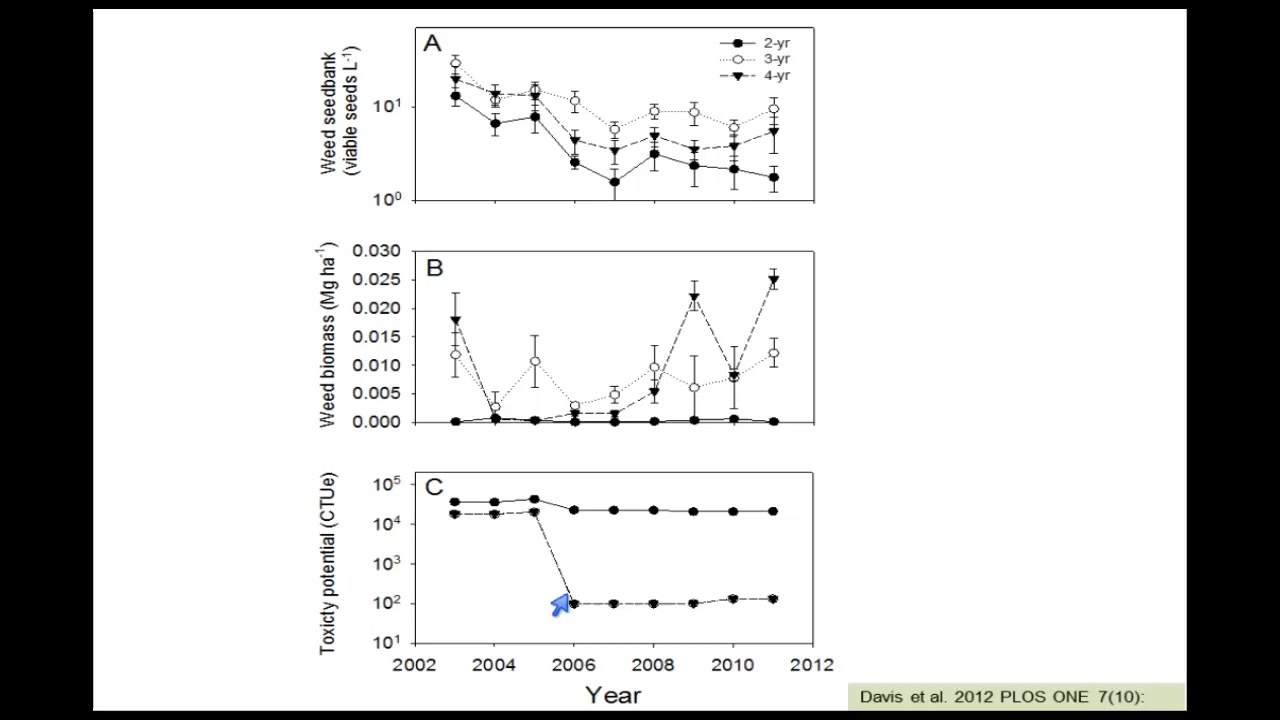 A
2-yr
3-yr
4-yr
Weed seedbank
(viable seeds L⁻¹)
10¹
10⁰
B
Weed biomass (Mg ha⁻¹)
0.030
0.025
0.020
0.015
0.010
0.005
0.000
C
Toxicty potential (CTUe)
10⁵
10⁴
10³
10²
10¹
2002 2004 2006 2008 2010 2012
Year
Davis et al. 2012 PLOS ONE 7(10):